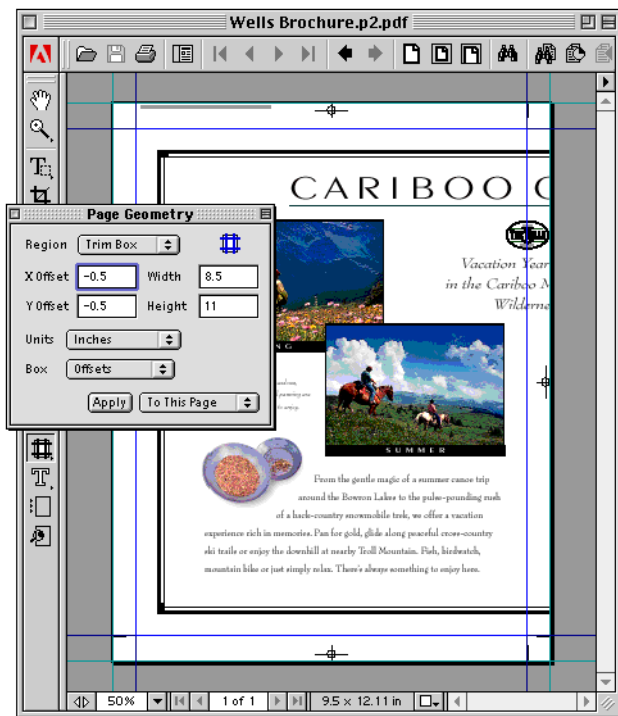 Wells Brochure.p2.pdf
CARIBOO C
Vacation Year
in the Cariboo M
Wilderne
Page Geometry
Region Trim Box
X Offset -0.5 Width 8.5
Y Offset -0.5 Height 11
Units Inches
Box Offsets
Apply To This Page
N G
SUMMER
From the gentle magic of a summer canoe trip
around the Bowron Lakes to the pulse-pounding rush
of a back-country snowmobile trek, we offer a vacation
experience rich in memories. Pan for gold, glide along peaceful cross-country
ski trails or enjoy the downhill at nearby Troll Mountain. Fish, birdwatch,
mountain bike or just simply relax. There's always something to enjoy here.
50% 1 of 1 9.5 x 12.11 in